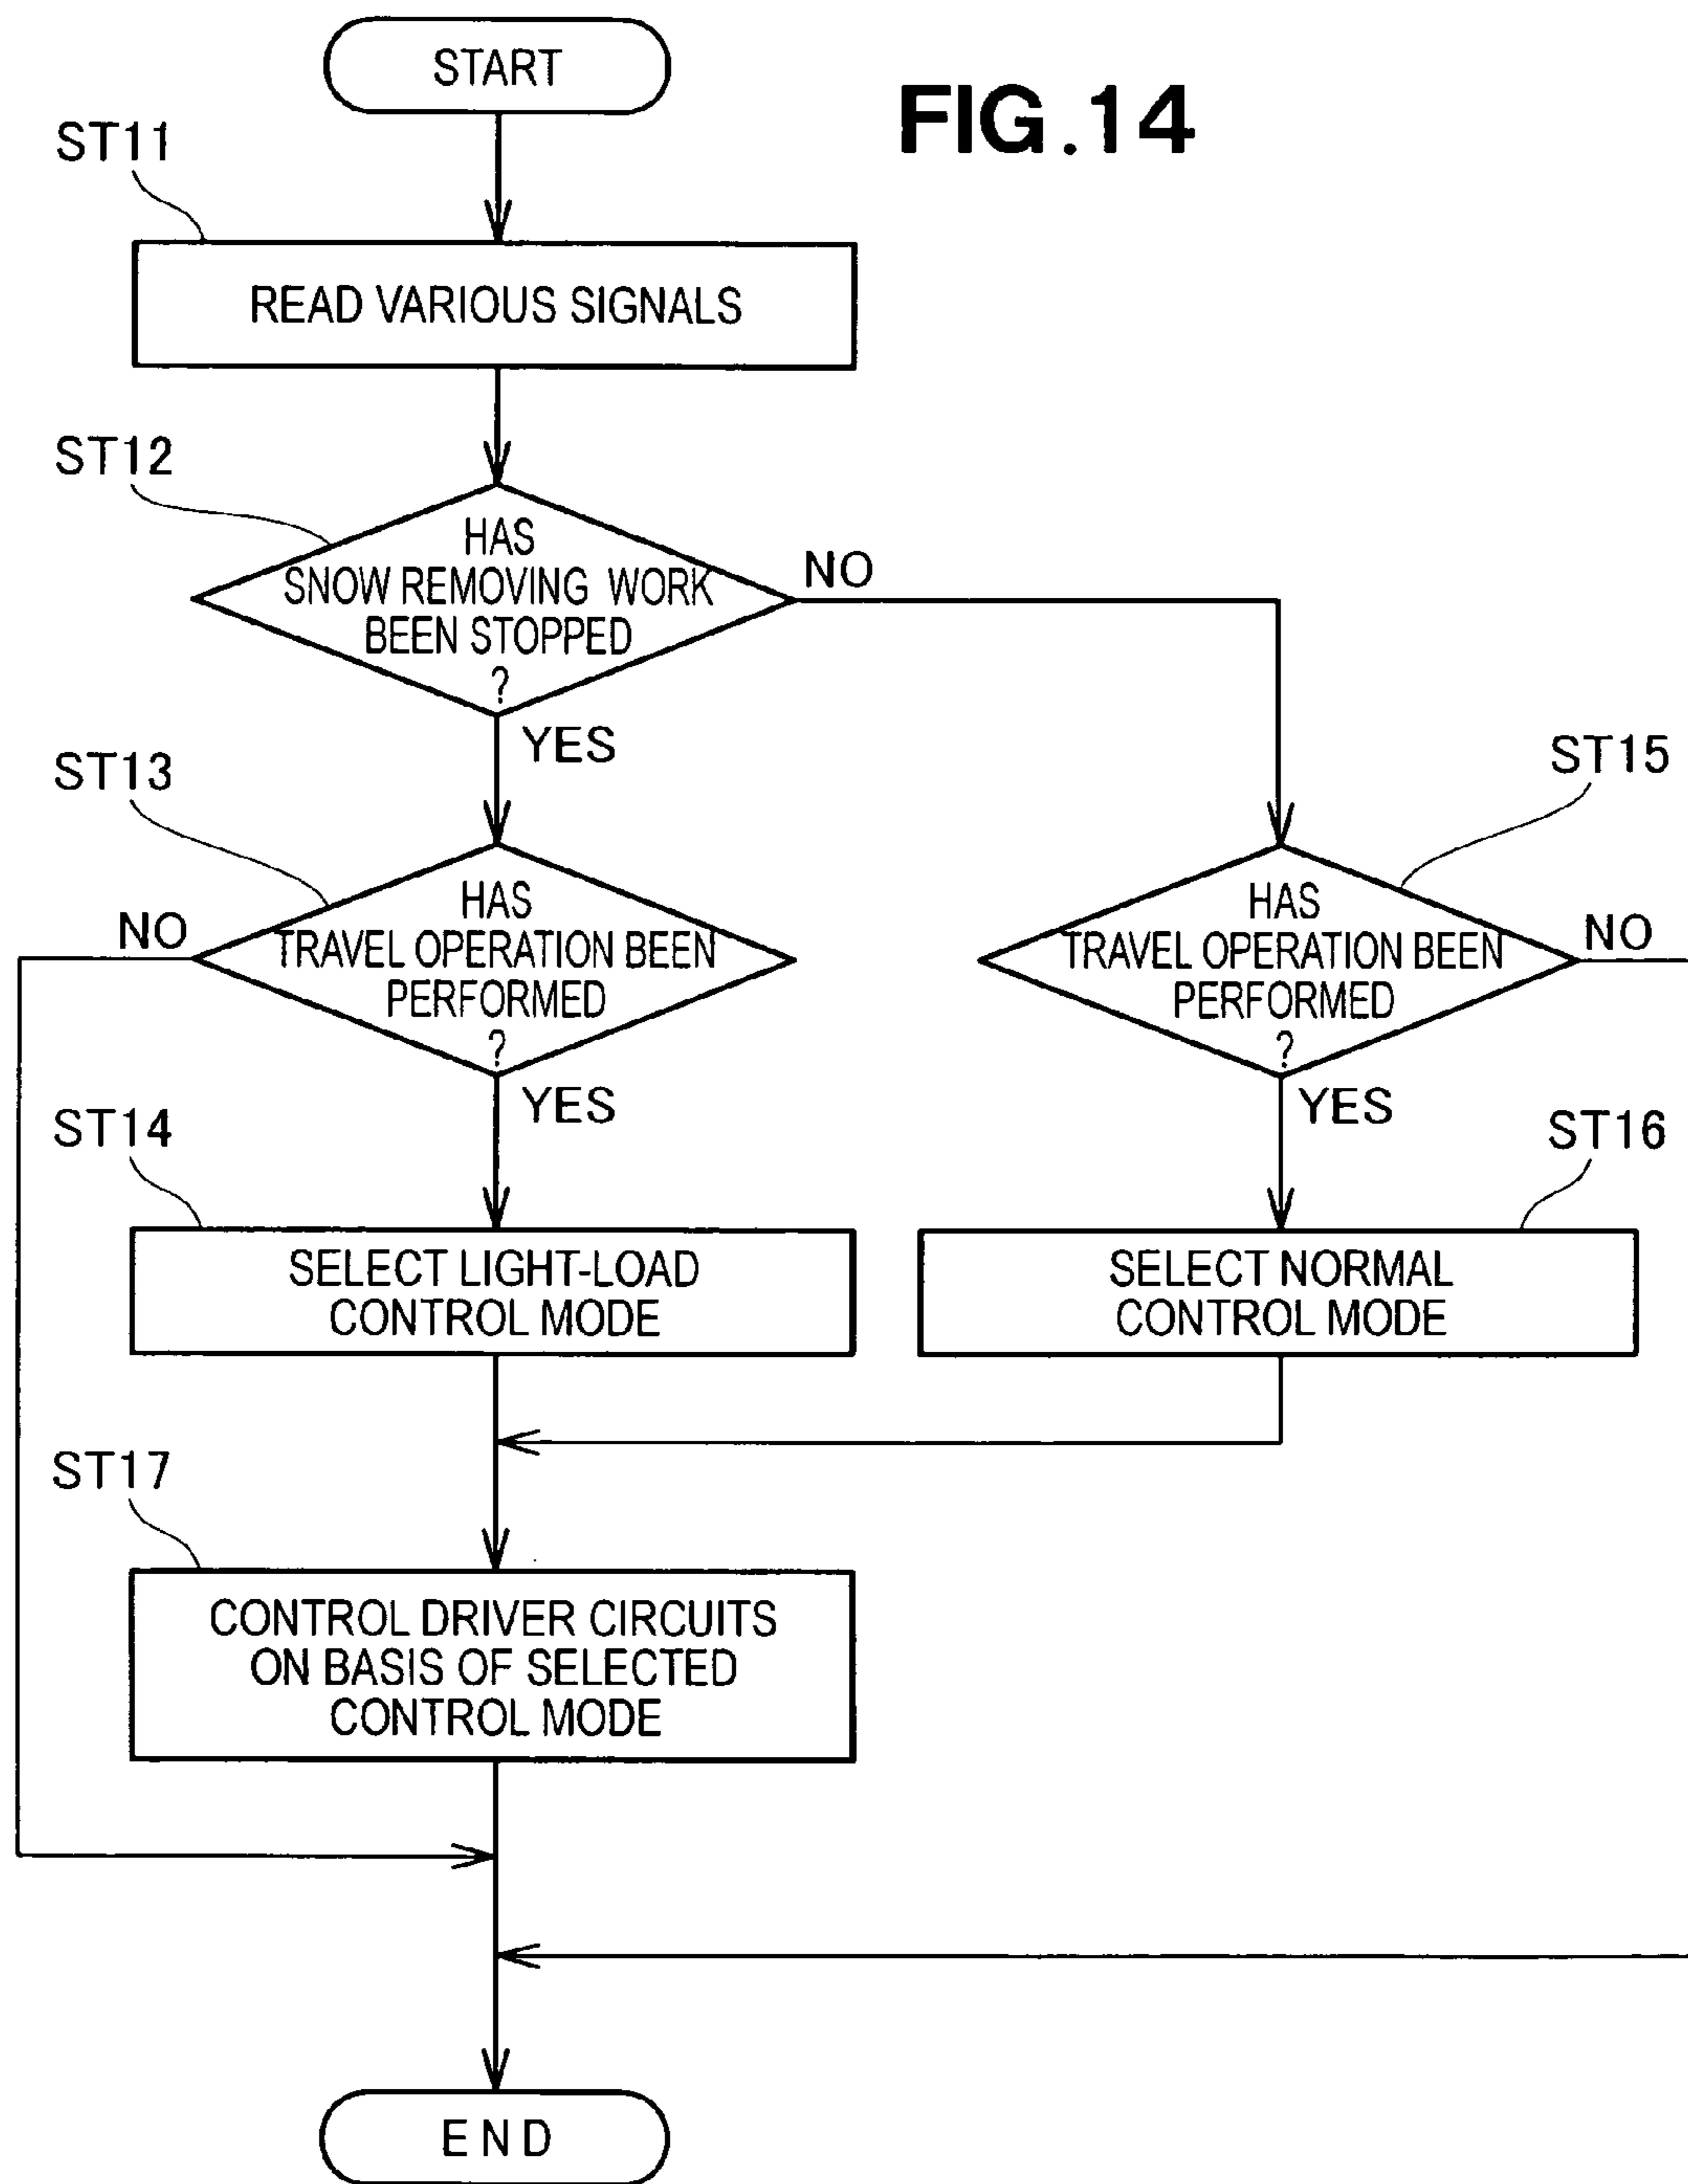 START
FIG.14
ST11
READ VARIOUS SIGNALS
ST12
HAS
SNOW REMOVING WORK
BEEN STOPPED
?
NO
YES
ST13
HAS
TRAVEL OPERATION BEEN
PERFORMED
?
NO
YES
ST15
HAS
TRAVEL OPERATION BEEN
PERFORMED
?
NO
YES
ST14
SELECT LIGHT-LOAD
CONTROL MODE
ST16
SELECT NORMAL
CONTROL MODE
ST17
CONTROL DRIVER CIRCUITS
ON BASIS OF SELECTED
CONTROL MODE
END